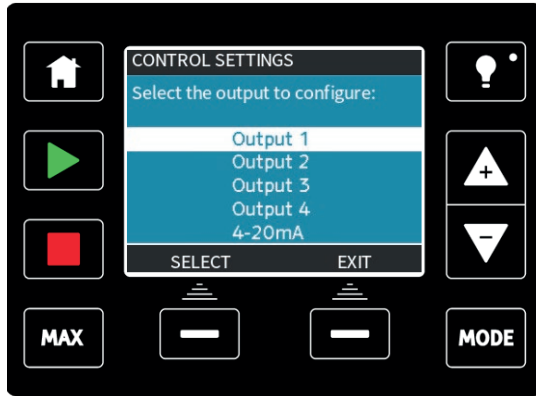 CONTROL SETTINGS
Select the output to configure:
Output 1
Output 2
Output 3
Output 4
4-20mA
SELECT EXIT
+
-
MAX MODE